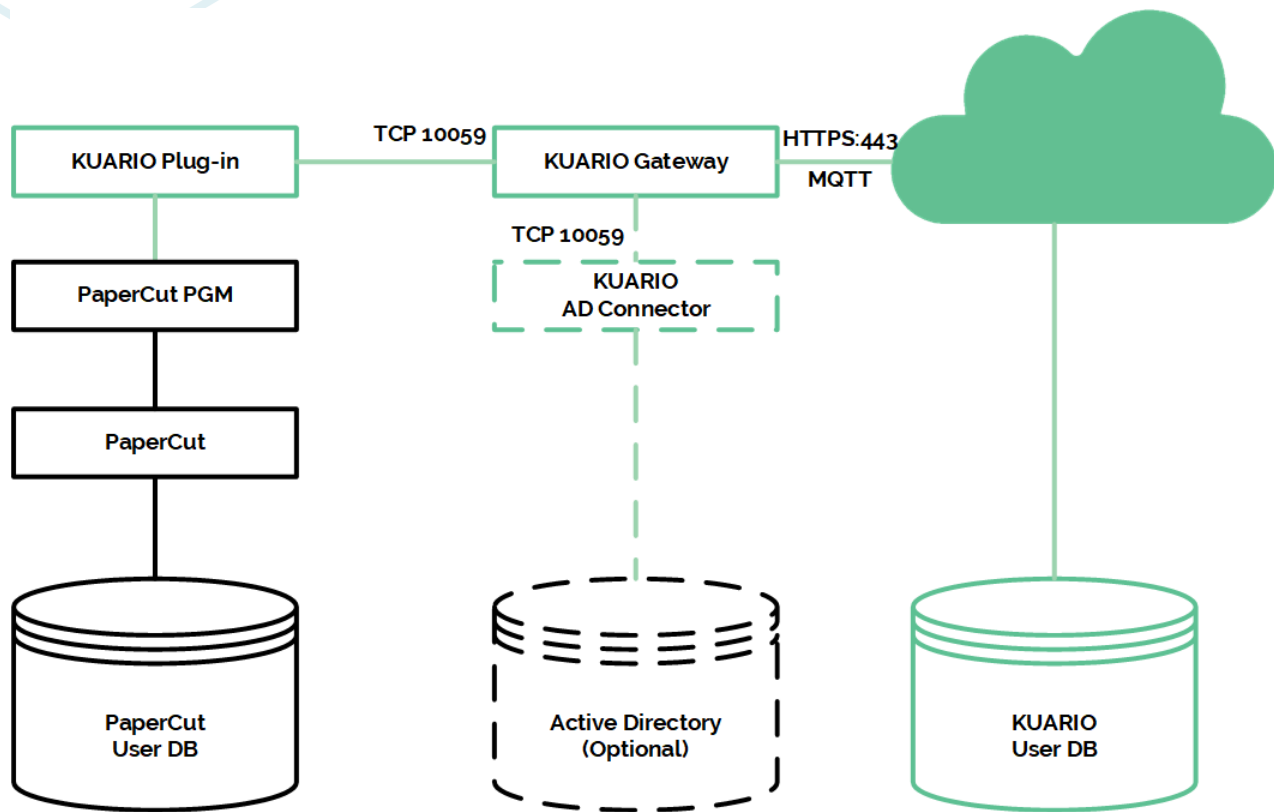 TCP 10059
HTTPS:443
KUARIO Plug-in
KUARIO Gateway
MQTT
TCP 10059
PaperCut PGM
KUARIO
AD Connector
PaperCut
PaperCut
User DB
Active Directory
(Optional)
KUARIO
User DB